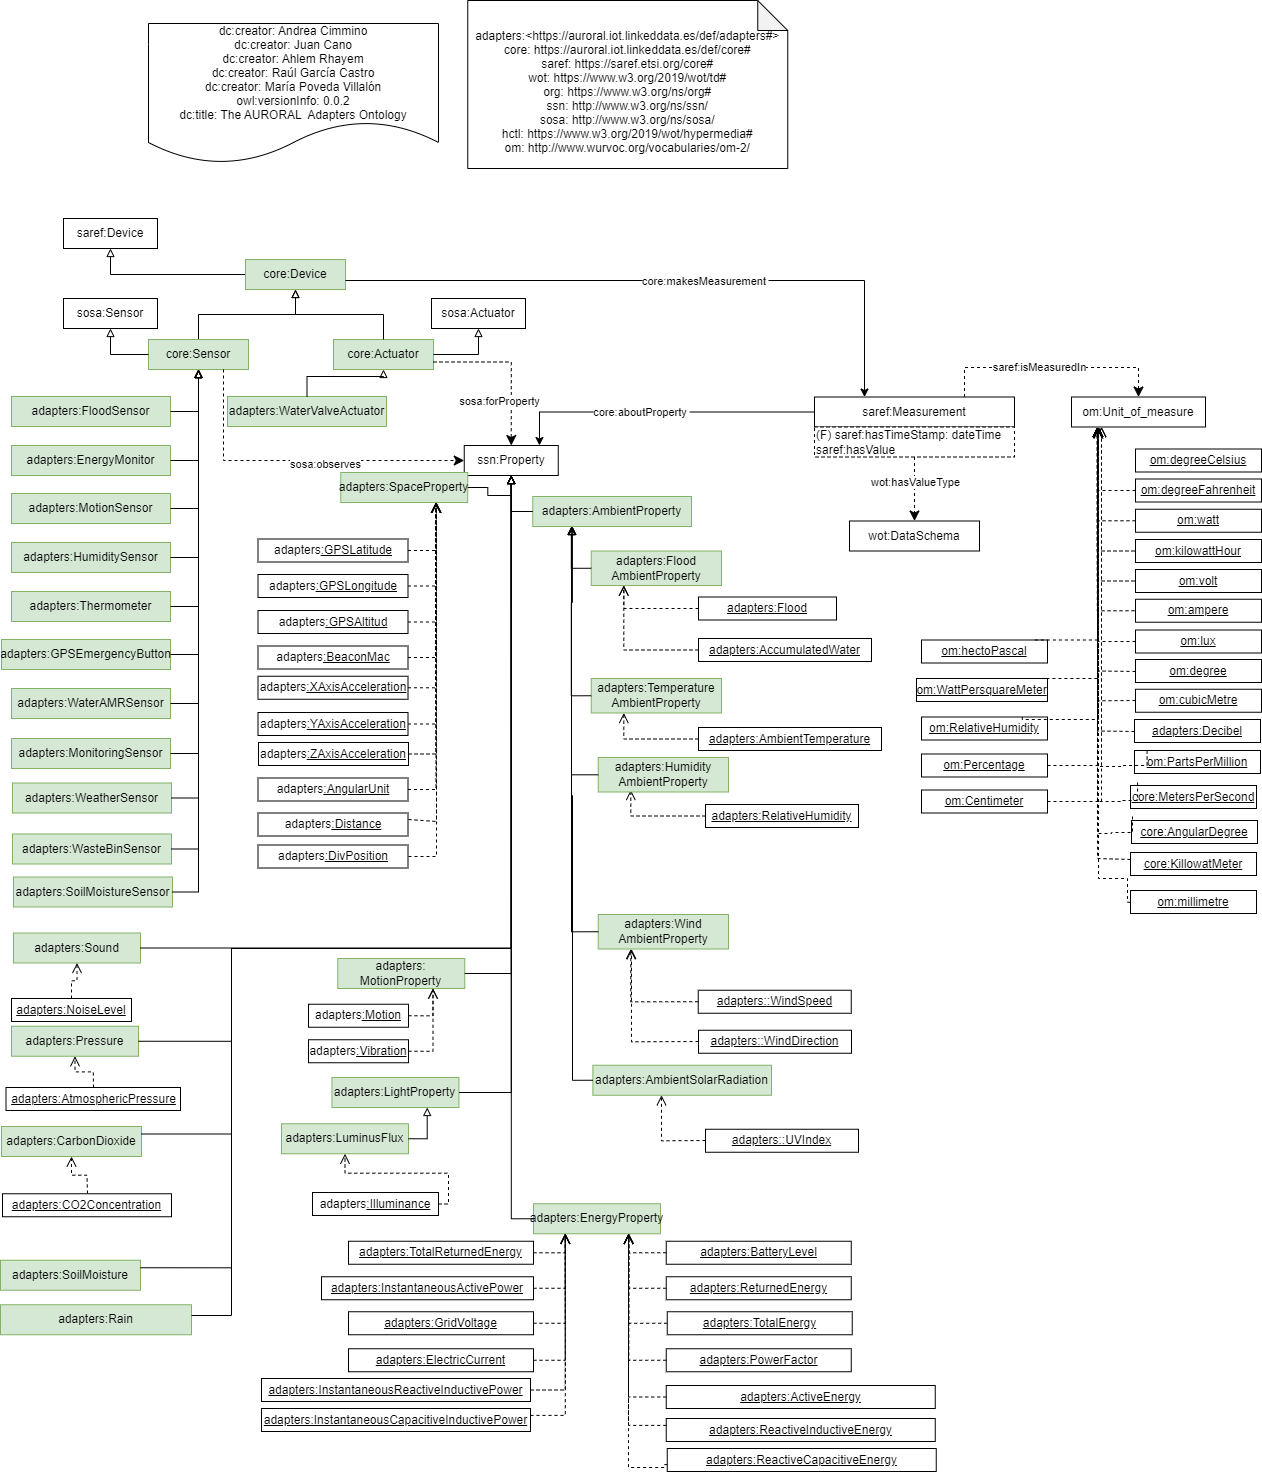 dc:creator: Andrea Cimmino
dc:creator: Juan Cano
dc:creator: Ahlem Rhayem
dc:creator: Raúl García Castro
dc:creator: María Poveda Villalón
owl:versionInfo: 0.0.2
dc:title: The AURORAL  Adapters Ontology
adapters:<https://auroral.iot.linkeddata.es/def/adapters#>
core: https://auroral.iot.linkeddata.es/def/core#
saref: https://saref.etsi.org/core#
wot: https://www.w3.org/2019/wot/td#
org: https://www.w3.org/ns/org#
ssn: http://www.w3.org/ns/ssn/
sosa: http://www.w3.org/ns/sosa/
hctl: https://www.w3.org/2019/wot/hypermedia#
om: http://www.wurvoc.org/vocabularies/om-2/
saref:Device
core:Device
core:makesMeasurement
sosa:Sensor
sosa:Actuator
core:Sensor
core:Actuator
saref:isMeasuredIn
sosa:forProperty
adapters:FloodSensor
adapters:WaterValveActuator
core:aboutProperty
saref:Measurement
(F) saref:hasTimeStamp: dateTime
saref:hasValue
om:Unit_of_measure
adapters:EnergyMonitor
sosa:observes
ssn:Property
wot:hasValueType
adapters:SpaceProperty
adapters:AmbientProperty
wot:DataSchema
adapters:MotionSensor
adapters:HumiditySensor
adapters:Thermometer
adapters:GPSEmergencyButton
adapters:WaterAMRSensor
adapters:MonitoringSensor
adapters:WeatherSensor
adapters:WasteBinSensor
adapters:SoilMoistureSensor
adapters:GPSLatitude
adapters:GPSLongitude
adapters:GPSAltitud
adapters:BeaconMac
adapters:XAxisAcceleration
adapters:YAxisAcceleration
adapters:ZAxisAcceleration
adapters:AngularUnit
adapters:Distance
adapters:DivPosition
adapters:Flood
AmbientProperty
adapters:Flood
adapters:AccumulatedWater
adapters:Temperature
AmbientProperty
adapters:AmbientTemperature
adapters:Humidity
AmbientProperty
adapters:RelativeHumidity
adapters:Wind
AmbientProperty
adapters::WindSpeed
adapters::WindDirection
adapters:AmbientSolarRadiation
adapters::UVIndex
om:degreeCelsius
om:degreeFahrenheit
om:watt
om:kilowattHour
om:volt
om:ampere
om:lux
om:degree
om:cubicMetre
adapters:Decibel
om:PartsPerMillion
core:MetersPerSecond
core:AngularDegree
core:KillowatMeter
om:millimetre
om:hectoPascal
om:WattPersquareMeter
om:RelativeHumidity
om:Percentage
om:Centimeter
adapters:Sound
adapters:NoiseLevel
adapters:Pressure
adapters:AtmosphericPressure
adapters:CarbonDioxide
adapters:CO2Concentration
adapters:SoilMoisture
adapters:Rain
adapters:
MotionProperty
adapters:Motion
adapters:Vibration
adapters:LightProperty
adapters:LuminusFlux
adapters:Illuminance
adapters:EnergyProperty
adapters:TotalReturnedEnergy
adapters:InstantaneousActivePower
adapters:GridVoltage
adapters:ElectricCurrent
adapters:InstantaneousReactiveInductivePower
adapters:InstantaneousCapacitiveInductivePower
adapters:BatteryLevel
adapters:ReturnedEnergy
adapters:TotalEnergy
adapters:PowerFactor
adapters:ActiveEnergy
adapters:ReactiveInductiveEnergy
adapters:ReactiveCapacitiveEnergy